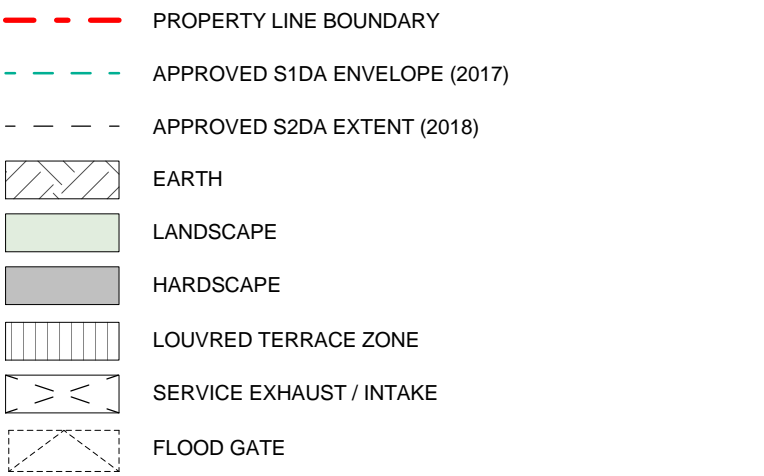 PROPERTY LINE BOUNDARY
APPROVED S1DA ENVELOPE (2017)
APPROVED S2DA EXTENT (2018)
EARTH
LANDSCAPE
HARDSCAPE
LOUVRED TERRACE ZONE
SERVICE EXHAUST / INTAKE
FLOOD GATE